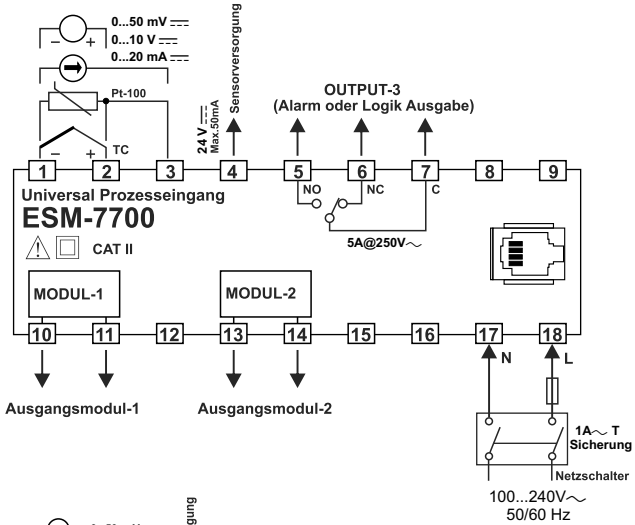 0...50 mV
0...10 V
0...20 mA
Pt-100
TC
24 V
Max.50mA
Sensorversorgung
OUTPUT-3
(Alarm oder Logik Ausgabe)
1 2 3 4 5 6 7 8 9
NO NC C
Universal Prozesseingang
ESM-7700
CAT II
5A@250V~
MODUL-1 MODUL-2
10 11 12 13 14 15 16 17 18
N L
Ausgangsmodul-1 Ausgangsmodul-2
1A~ T
Sicherung
Netzschalter
100...240V~
50/60 Hz